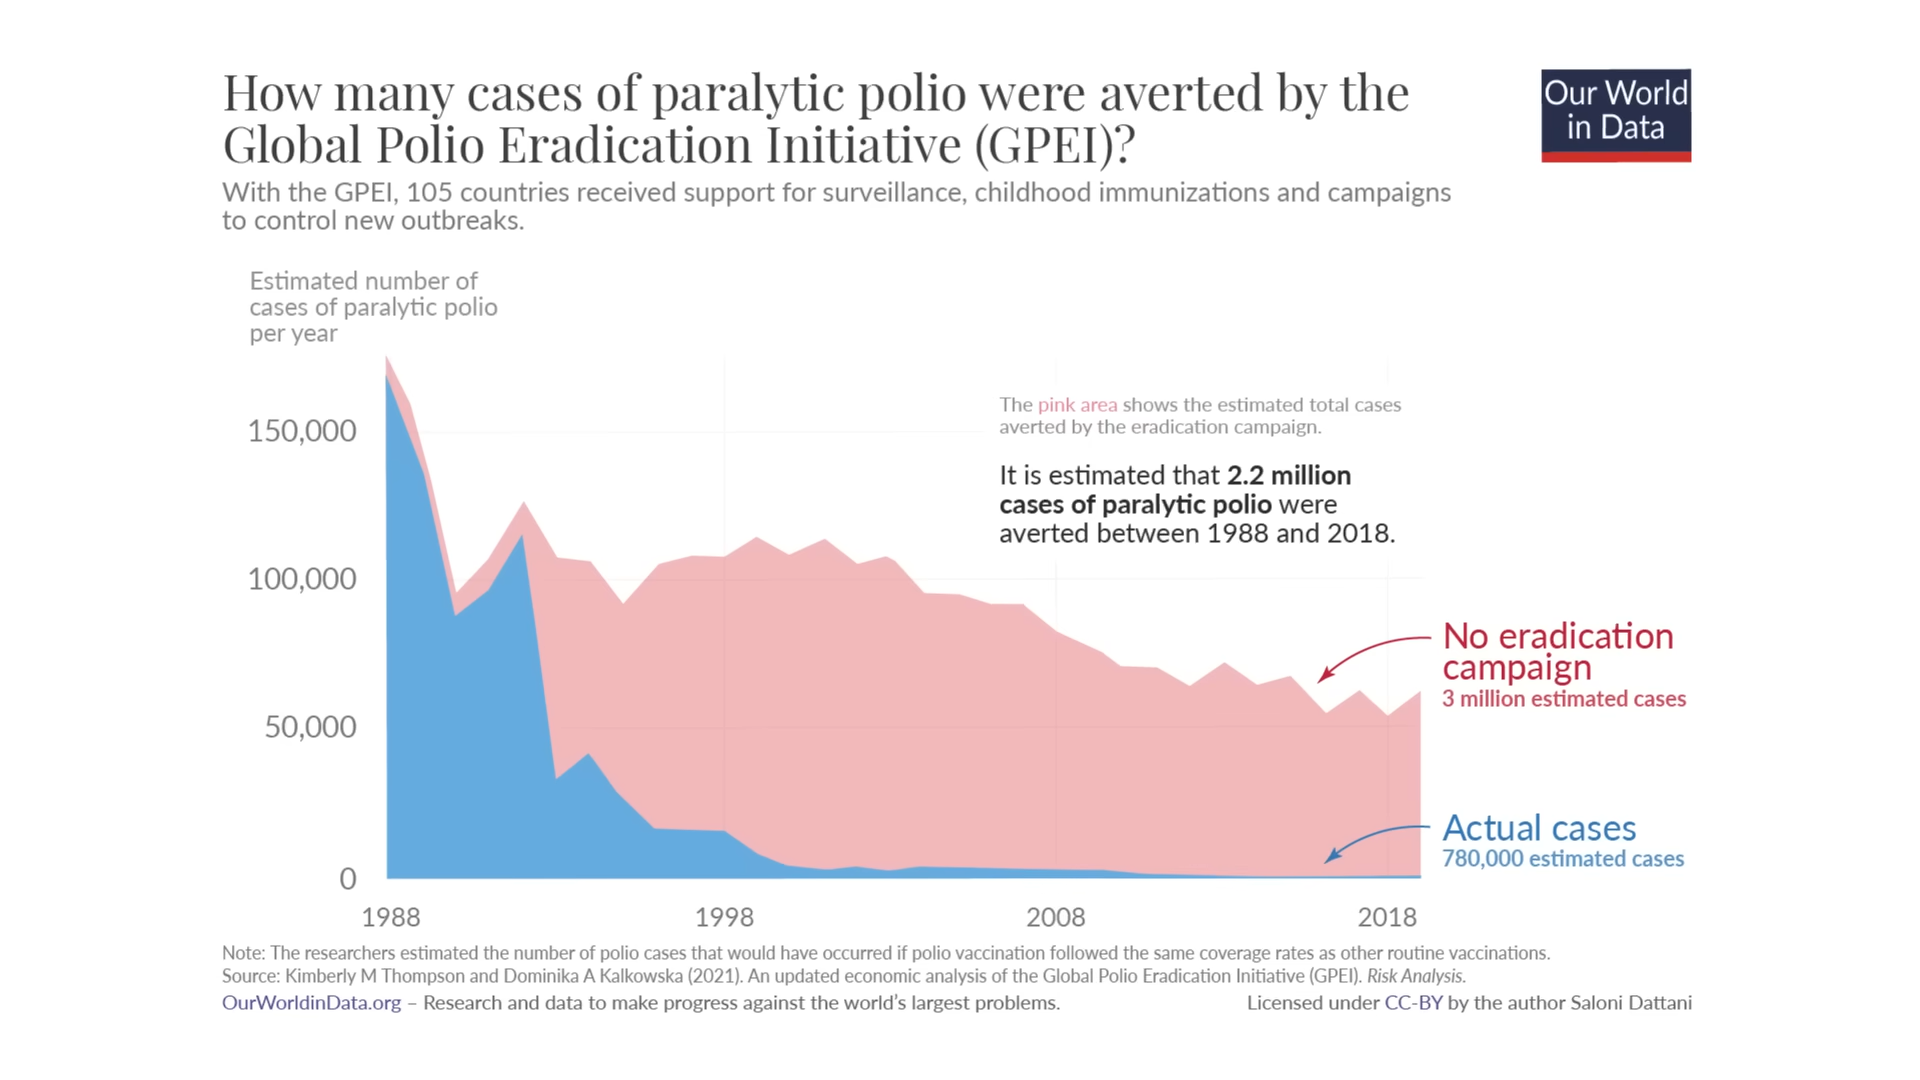 How many cases of paralytic polio were averted by the
Global Polio Eradication Initiative (GPEI)?
Our World
in Data
With the GPEI, 105 countries received support for surveillance, childhood immunizations and campaigns
to control new outbreaks.
Estimated number of
cases of paralytic polio
per year
The pink area shows the estimated total cases
averted by the eradication campaign.
It is estimated that 2.2 million
cases of paralytic polio were
averted between 1988 and 2018.
150,000
100,000
50,000
0
No eradication
campaign
3 million estimated cases
Actual cases
780,000 estimated cases
1988
1998
2008
2018
Note: The researchers estimated the number of polio cases that would have occurred if polio vaccination followed the same coverage rates as other routine vaccinations.
Source: Kimberly M Thompson and Dominika A Kalkowska (2021). An updated economic analysis of the Global Polio Eradication Initiative (GPEI). Risk Analysis.
OurWorldinData.org – Research and data to make progress against the world’s largest problems.
Licensed under CC-BY by the author Saloni Dattani